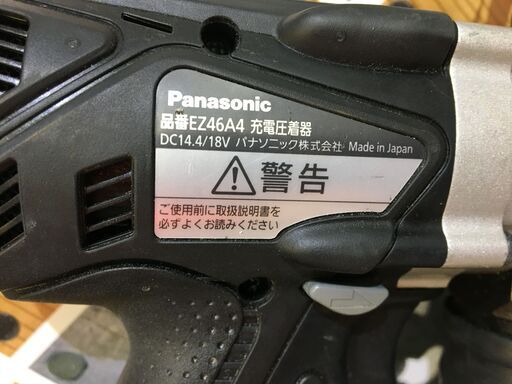 Panasonic
品番EZ46A4 充電圧着器
DC14.4/18V パナソニック株式会社 Made in Japan
警告
ご使用前に取扱説明書を
必ずよくお読みください